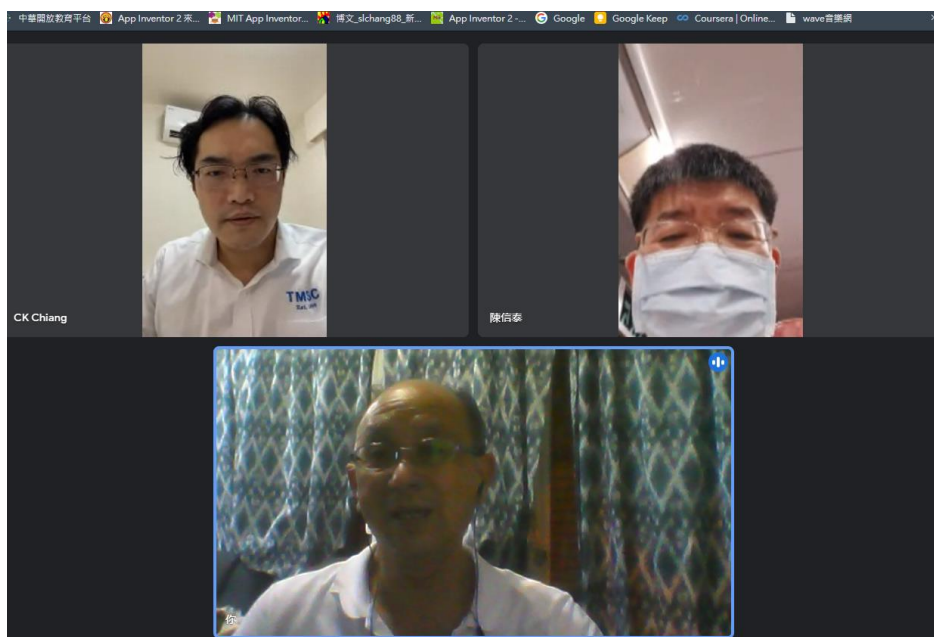 中華開放教育平台 App Inventor 2 來... MIT App Inventor... 博文_slchang88_新... App Inventor 2 -... Google Google Keep Coursera | Online... wave音樂網
TMSC
CK Chiang
陳信泰
你